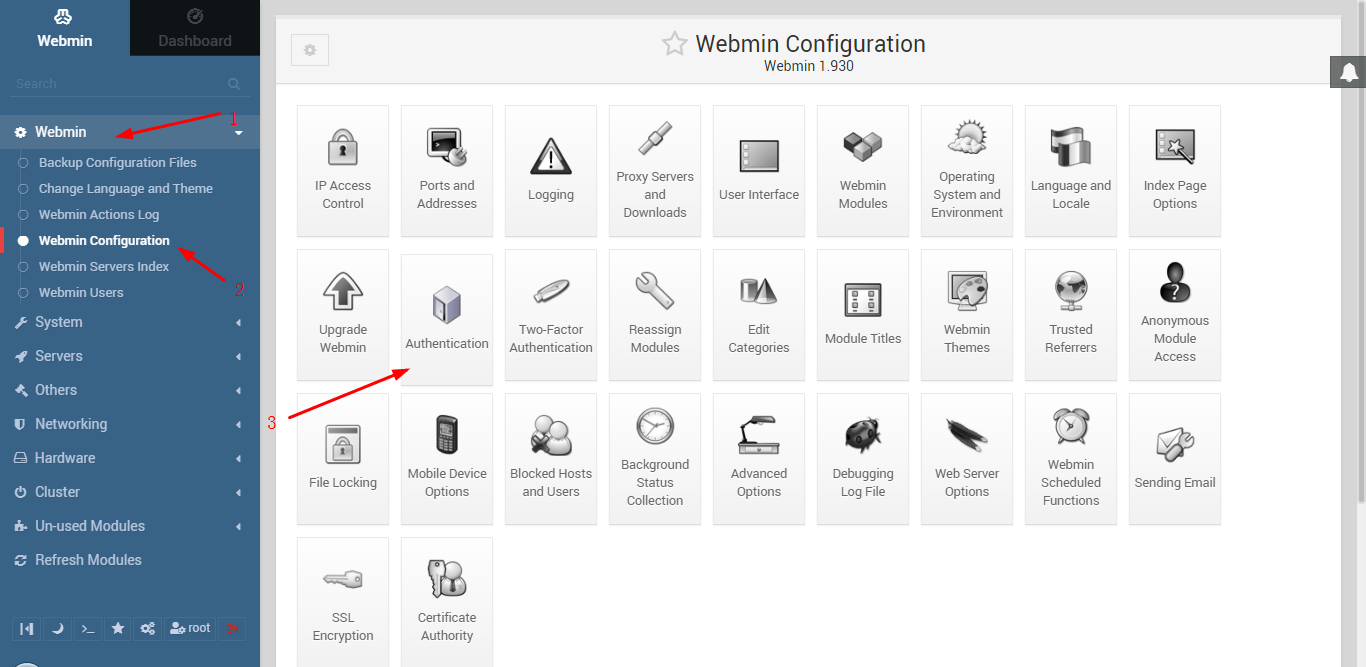 Webmin
Dashboard
Search
Webmin
1
Backup Configuration Files
Change Language and Theme
Webmin Actions Log
Webmin Configuration
Webmin Servers Index
2
Webmin Users
System
Servers
Others
Networking
Hardware
Cluster
Un-used Modules
Refresh Modules
root
Webmin Configuration
Webmin 1.930
IP Access
Control
Ports and
Addresses
Logging
Proxy Servers
and
Downloads
User Interface
Webmin
Modules
Operating
System and
Environment
Language and
Locale
Index Page
Options
Upgrade
Webmin
Authentication
Two-Factor
Authentication
Reassign
Modules
Edit
Categories
Module Titles
Webmin
Themes
Trusted
Referrers
Anonymous
Module
Access
3
File Locking
Mobile Device
Options
Blocked Hosts
and Users
Background
Status
Collection
Advanced
Options
Debugging
Log File
Web Server
Options
Webmin
Scheduled
Functions
Sending Email
SSL
Encryption
Certificate
Authority